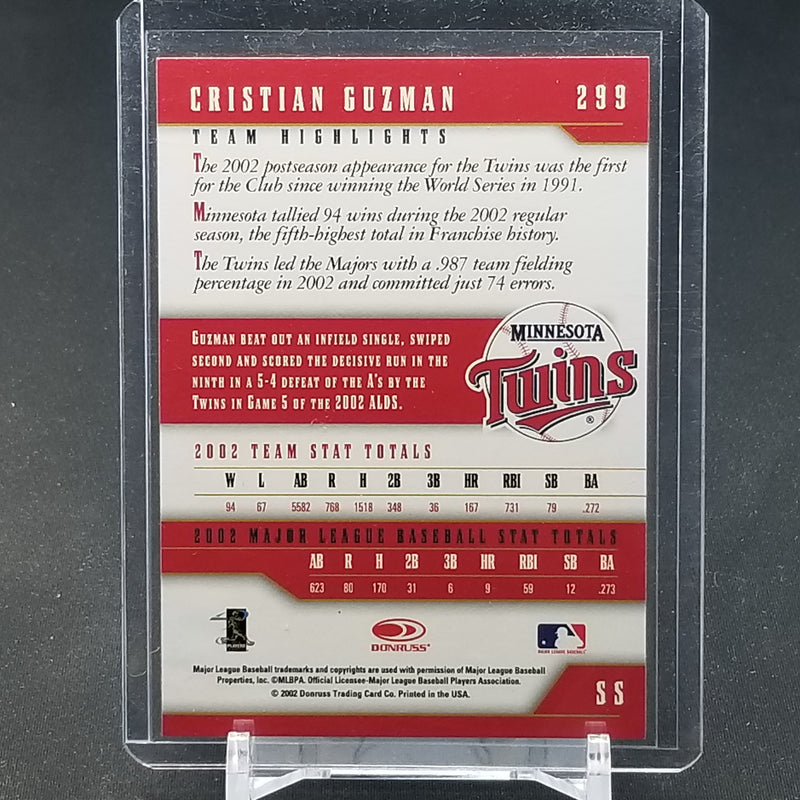 CRISTIAN GUZMAN 299
TEAM HIGHLIGHTS
The 2002 postseason appearance for the Twins was the first
for the Club since winning the World Series in 1991.
Minnesota tallied 94 wins during the 2002 regular
season, the fifth-highest total in Franchise history.
The Twins led the Majors with a .987 team fielding
percentage in 2002 and committed just 74 errors.
GUZMAN BEAT OUT AN INFIELD SINGLE, SWIPED
SECOND AND SCORED THE DECISIVE RUN IN THE
NINTH IN A 5-4 DEFEAT OF THE A'S BY THE
TWINS IN GAME 5 OF THE 2002 ALDS.
MINNESOTA
Twins
®
2002 TEAM STAT TOTALS
W L AB R H 2B 3B HR RBI SB BA
94 67 5582 768 1518 348 36 167 731 79 .272
2002 MAJOR LEAGUE BASEBALL STAT TOTALS
AB R H 2B 3B HR RBI SB BA
623 80 170 31 6 9 59 12 .273
PLAYERS
DONRUSS
MAJOR LEAGUE BASEBALL
Major League Baseball trademarks and copyrights are used with permission of Major League Baseball
Properties, Inc. ©MLBPA. Official Licensee-Major League Baseball Players Association.
© 2002 Donruss Trading Card Co. Printed in the USA.
SS